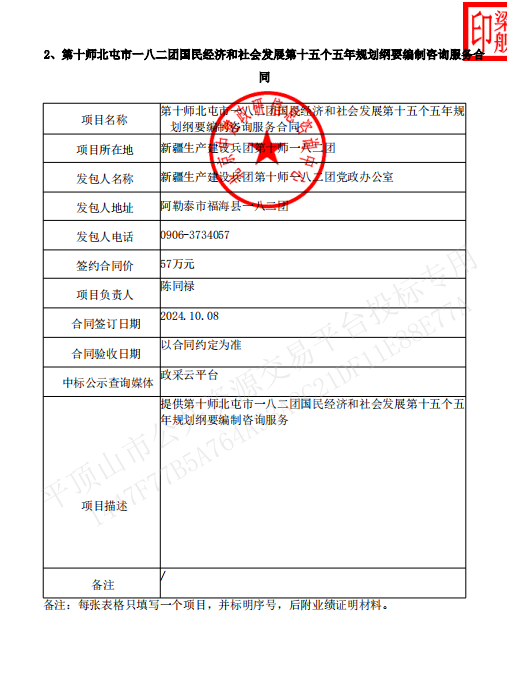 梁舰
印
2、第十师北屯市一八二团国民经济和社会发展第十五个五年规划纲要编制咨询服务合
同
项目名称
第十师北屯市一八二团国民经济和社会发展第十五个五年规
划纲要编制咨询服务合同
项目所在地
新疆生产建设兵团第十师一八二团
发包人名称
新疆生产建设兵团第十师一八二团党政办公室
发包人地址
阿勒泰市福海县一八二团
发包人电话
0906-3734057
签约合同价
57万元
项目负责人
陈同禄
合同签订日期
2024.10.08
合同验收日期
以合同约定为准
中标公示查询媒体
政采云平台
项目描述
提供第十师北屯市一八二团国民经济和社会发展第十五个五
年规划纲要编制咨询服务
备注
/
备注: 每张表格只填写一个项目,并标明序号,后附业绩证明材料。